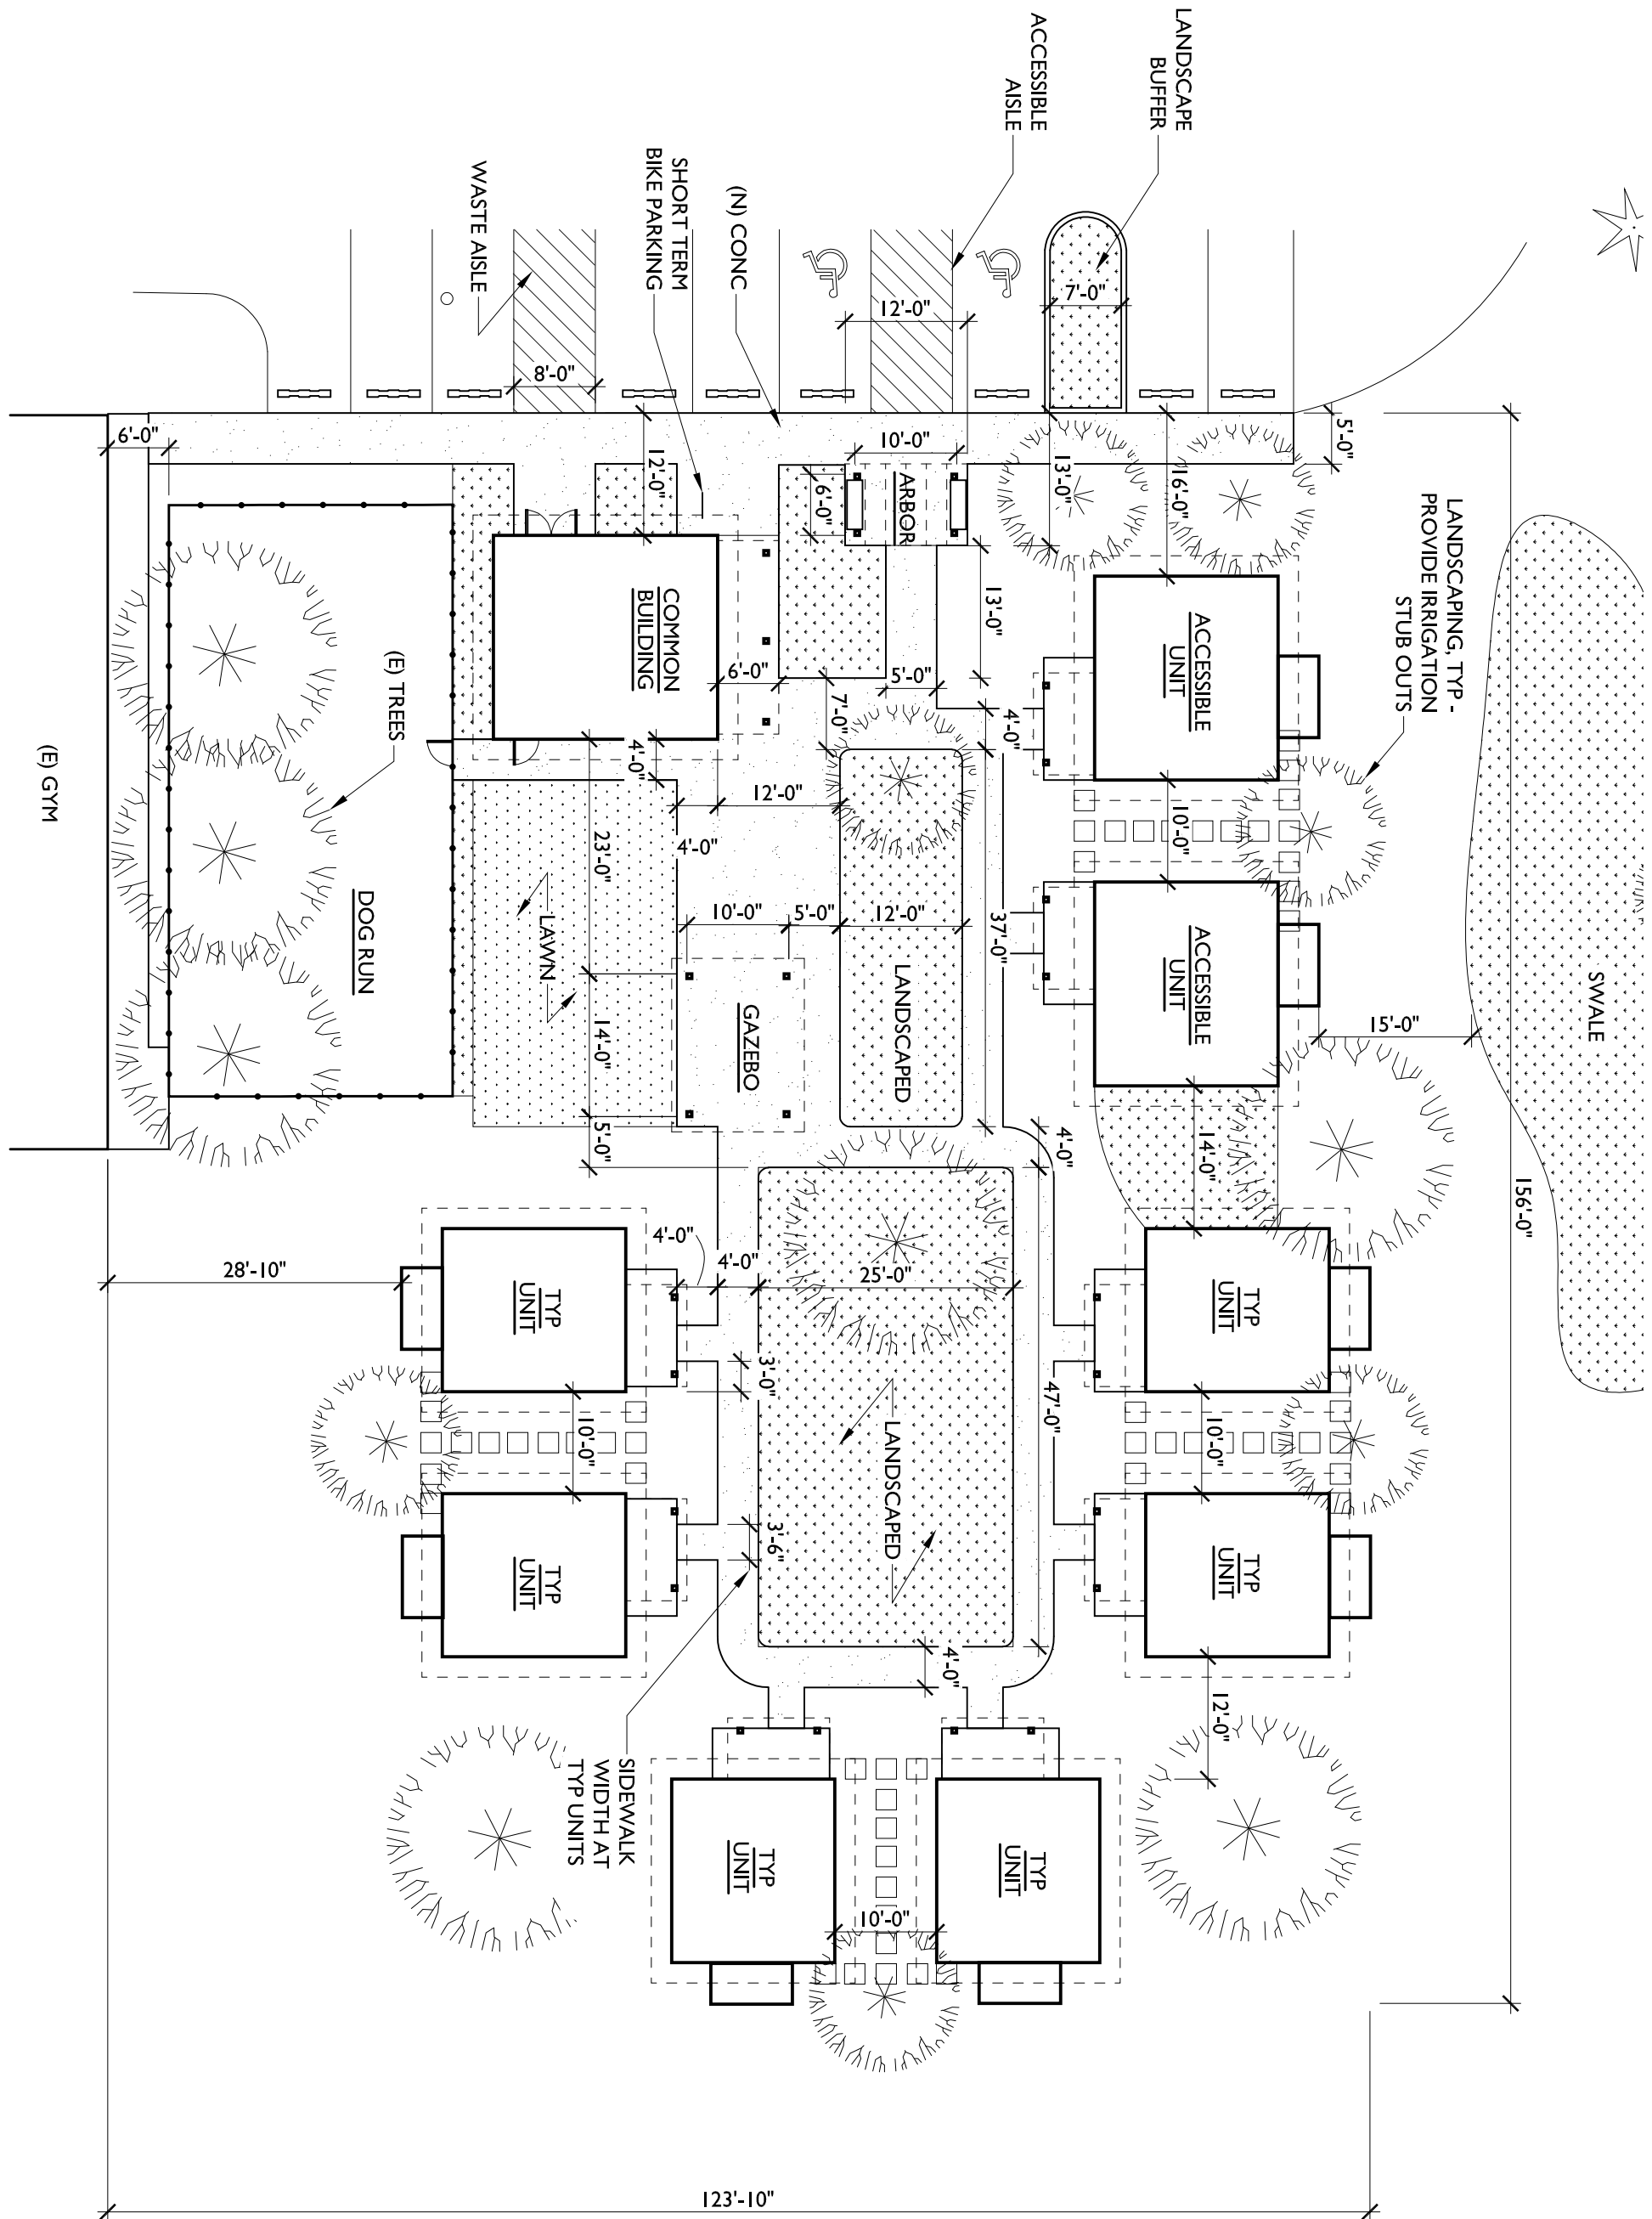 LANDSCAPE
BUFFER
ACCESSIBLE
AISLE
(N) CONC
SHORT TERM
BIKE PARKING
WASTE AISLE
7'-0"
12'-0"
8'-0"
5'-0"
6'-0"
12'-0"
10'-0"
6'-0"
ARBOR
13'-0"
16'-0"
LANDSCAPING, TYP -
PROVIDE IRRIGATION
STUB OUTS
13'-0"
ACCESSIBLE
UNIT
COMMON
BUILDING
6'-0"
5'-0"
7'-0"
4'-0"
(E) TREES
(E) GYM
4'-0"
12'-0"
4'-0"
23'-0"
10'-0"
10'-0"
5'-0"
12'-0"
37'-0"
DOG RUN
LAWN
LANDSCAPED
ACCESSIBLE
UNIT
SWALE
15'-0"
GAZEBO
14'-0"
5'-0"
4'-0"
14'-0"
156'-0"
28'-10"
4'-0"
4'-0"
25'-0"
TYP
UNIT
TYP
UNIT
3'-0"
47'-0"
10'-0"
10'-0"
LANDSCAPED
3'-6"
TYP
UNIT
TYP
UNIT
4'-0"
12'-0"
SIDEWALK
WIDTH AT
TYP UNITS
TYP
UNIT
TYP
UNIT
10'-0"
123'-10"